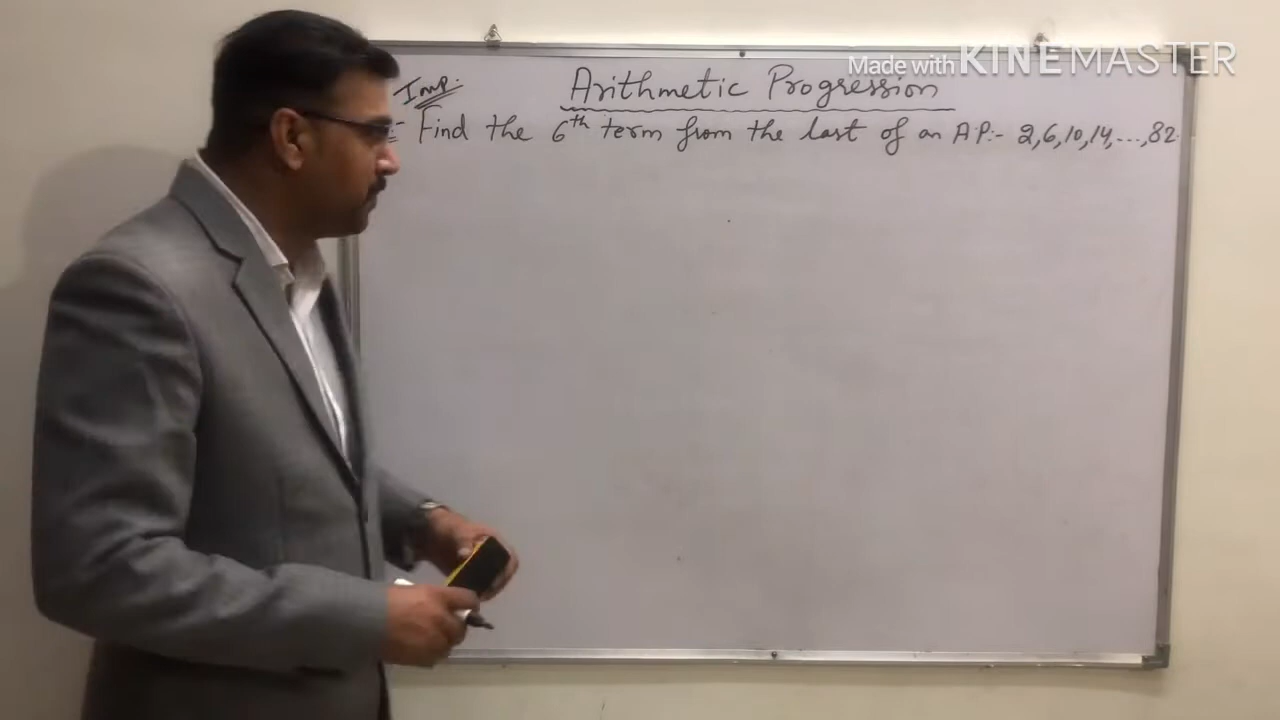 Made with KINEMASTER
Imp.
Arithmetic Progression
:- Find the 6th term from the last of an A.P:- 2,6,10,14,...,82.